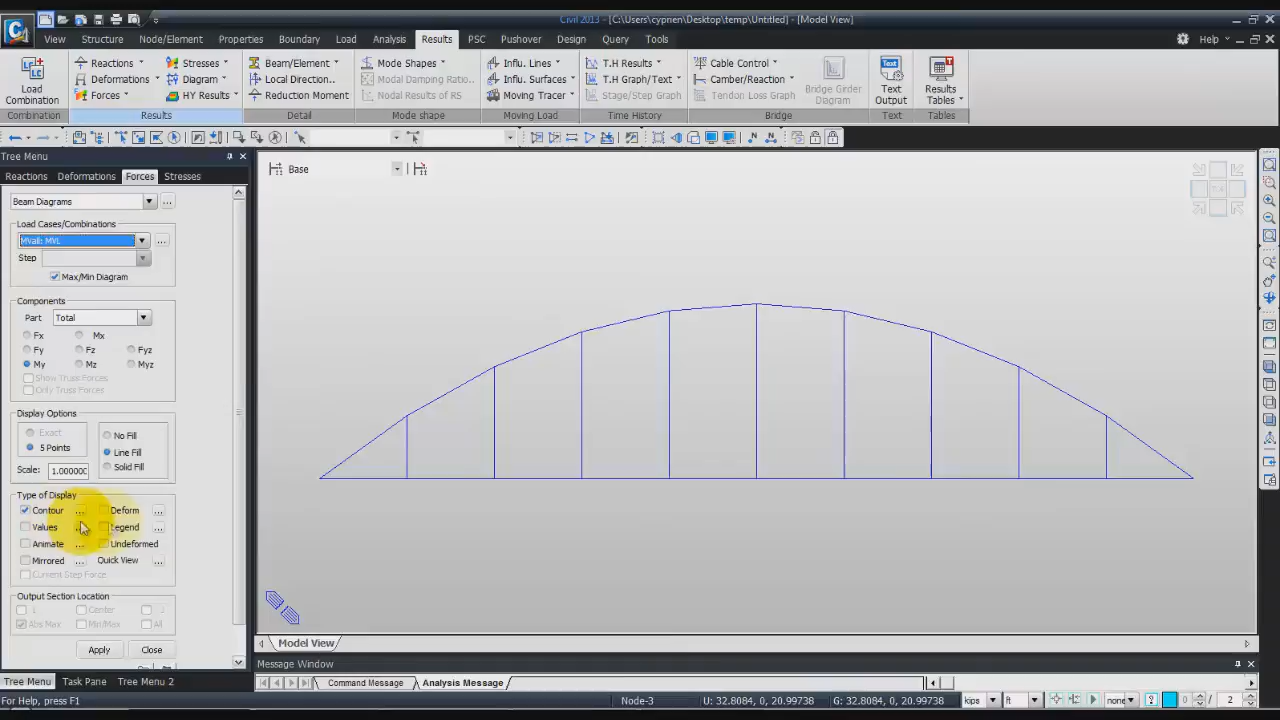 Civil 2013 - [C:\Users\cyprien\Desktop\temp\Untitled] - [Model View]
View Structure Node/Element Properties Boundary Load Analysis Results PSC Pushover Design Query Tools Help
Load Combination
Combination
Reactions
Deformations
Forces
Stresses
Diagram
HY Results
Results
Beam/Element
Local Direction..
Reduction Moment
Detail
Mode Shapes
Modal Damping Ratio..
Nodal Results of RS
Mode shape
Influ. Lines
Influ. Surfaces
Moving Tracer
Moving Load
T.H Results
T.H Graph/Text
Stage/Step Graph
Time History
Cable Control
Camber/Reaction
Tendon Loss Graph
Bridge Girder Diagram
Bridge
Text Output
Text
Results Tables
Tables
Tree Menu
Reactions Deformations Forces Stresses
Beam Diagrams ...
Load Cases/Combinations
MVall: MVL ...
Step
Max/Min Diagram
Components
Part Total
Fx Mx
Fy Fz Fyz
My Mz Myz
Show Truss Forces
Only Truss Forces
Display Options
Exact
5 Points
No Fill
Line Fill
Solid Fill
Scale: 1.00000C
Type of Display
Contour ... Deform ...
Values ... Legend ...
Animate ... Undeformed
Mirrored ... Quick View ...
Current Step Force
Output Section Location
I Center
Abs Max Min/Max All
Apply Close
Tree Menu Task Pane Tree Menu 2
Base
Model View
Message Window
Command Message Analysis Message
For Help, press F1
Node-3
U: 32.8084, 0, 20.99738
G: 32.8084, 0, 20.99738
kips ft none 0 / 2